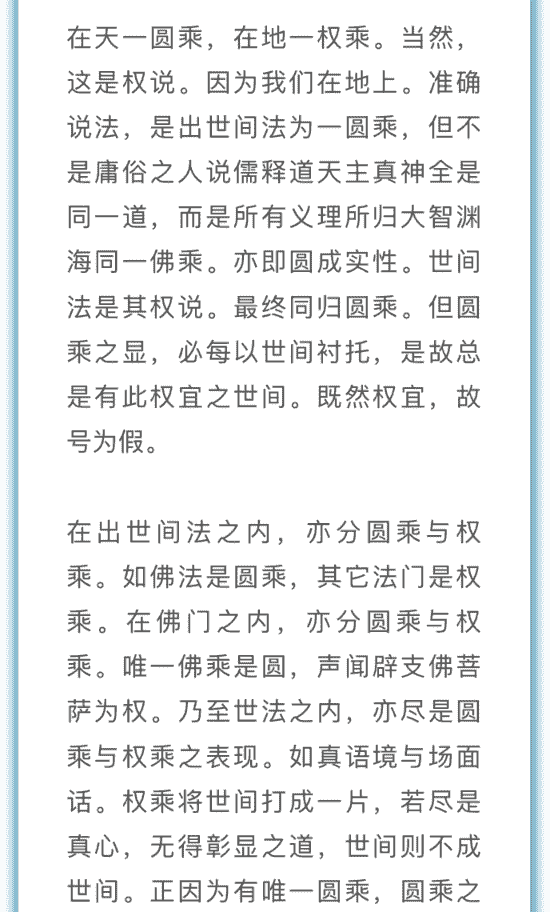 在天一圆乘，在地一权乘。当然，
这是权说。因为我们在地上。准确
说法，是出世间法为一圆乘，但不
是庸俗之人说儒释道天主真神全是
同一道，而是所有义理所归大智渊
海同一佛乘。亦即圆成实性。世间
法是其权说。最终同归圆乘。但圆
乘之显，必每以世间衬托，是故总
是有此权宜之世间。既然权宜，故
号为假。
在出世间法之内，亦分圆乘与权
乘。如佛法是圆乘，其它法门是权
乘。在佛门之内，亦分圆乘与权
乘。唯一佛乘是圆，声闻辟支佛菩
萨为权。乃至世法之内，亦尽是圆
乘与权乘之表现。如真语境与场面
话。权乘将世间打成一片，若尽是
真心，无得彰显之道，世间则不成
世间。正因为有唯一圆乘，圆乘之